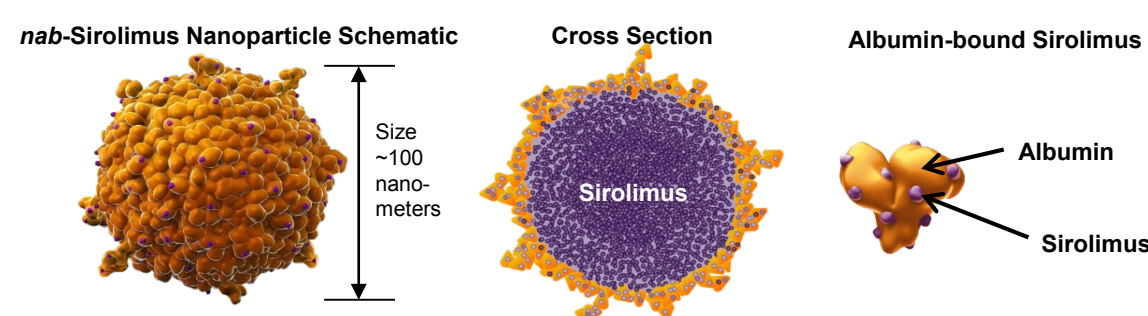 nab-Sirolimus Nanoparticle Schematic
Cross Section
Albumin-bound Sirolimus
Size
~100
nano-
meters
Sirolimus
Albumin
Sirolimus